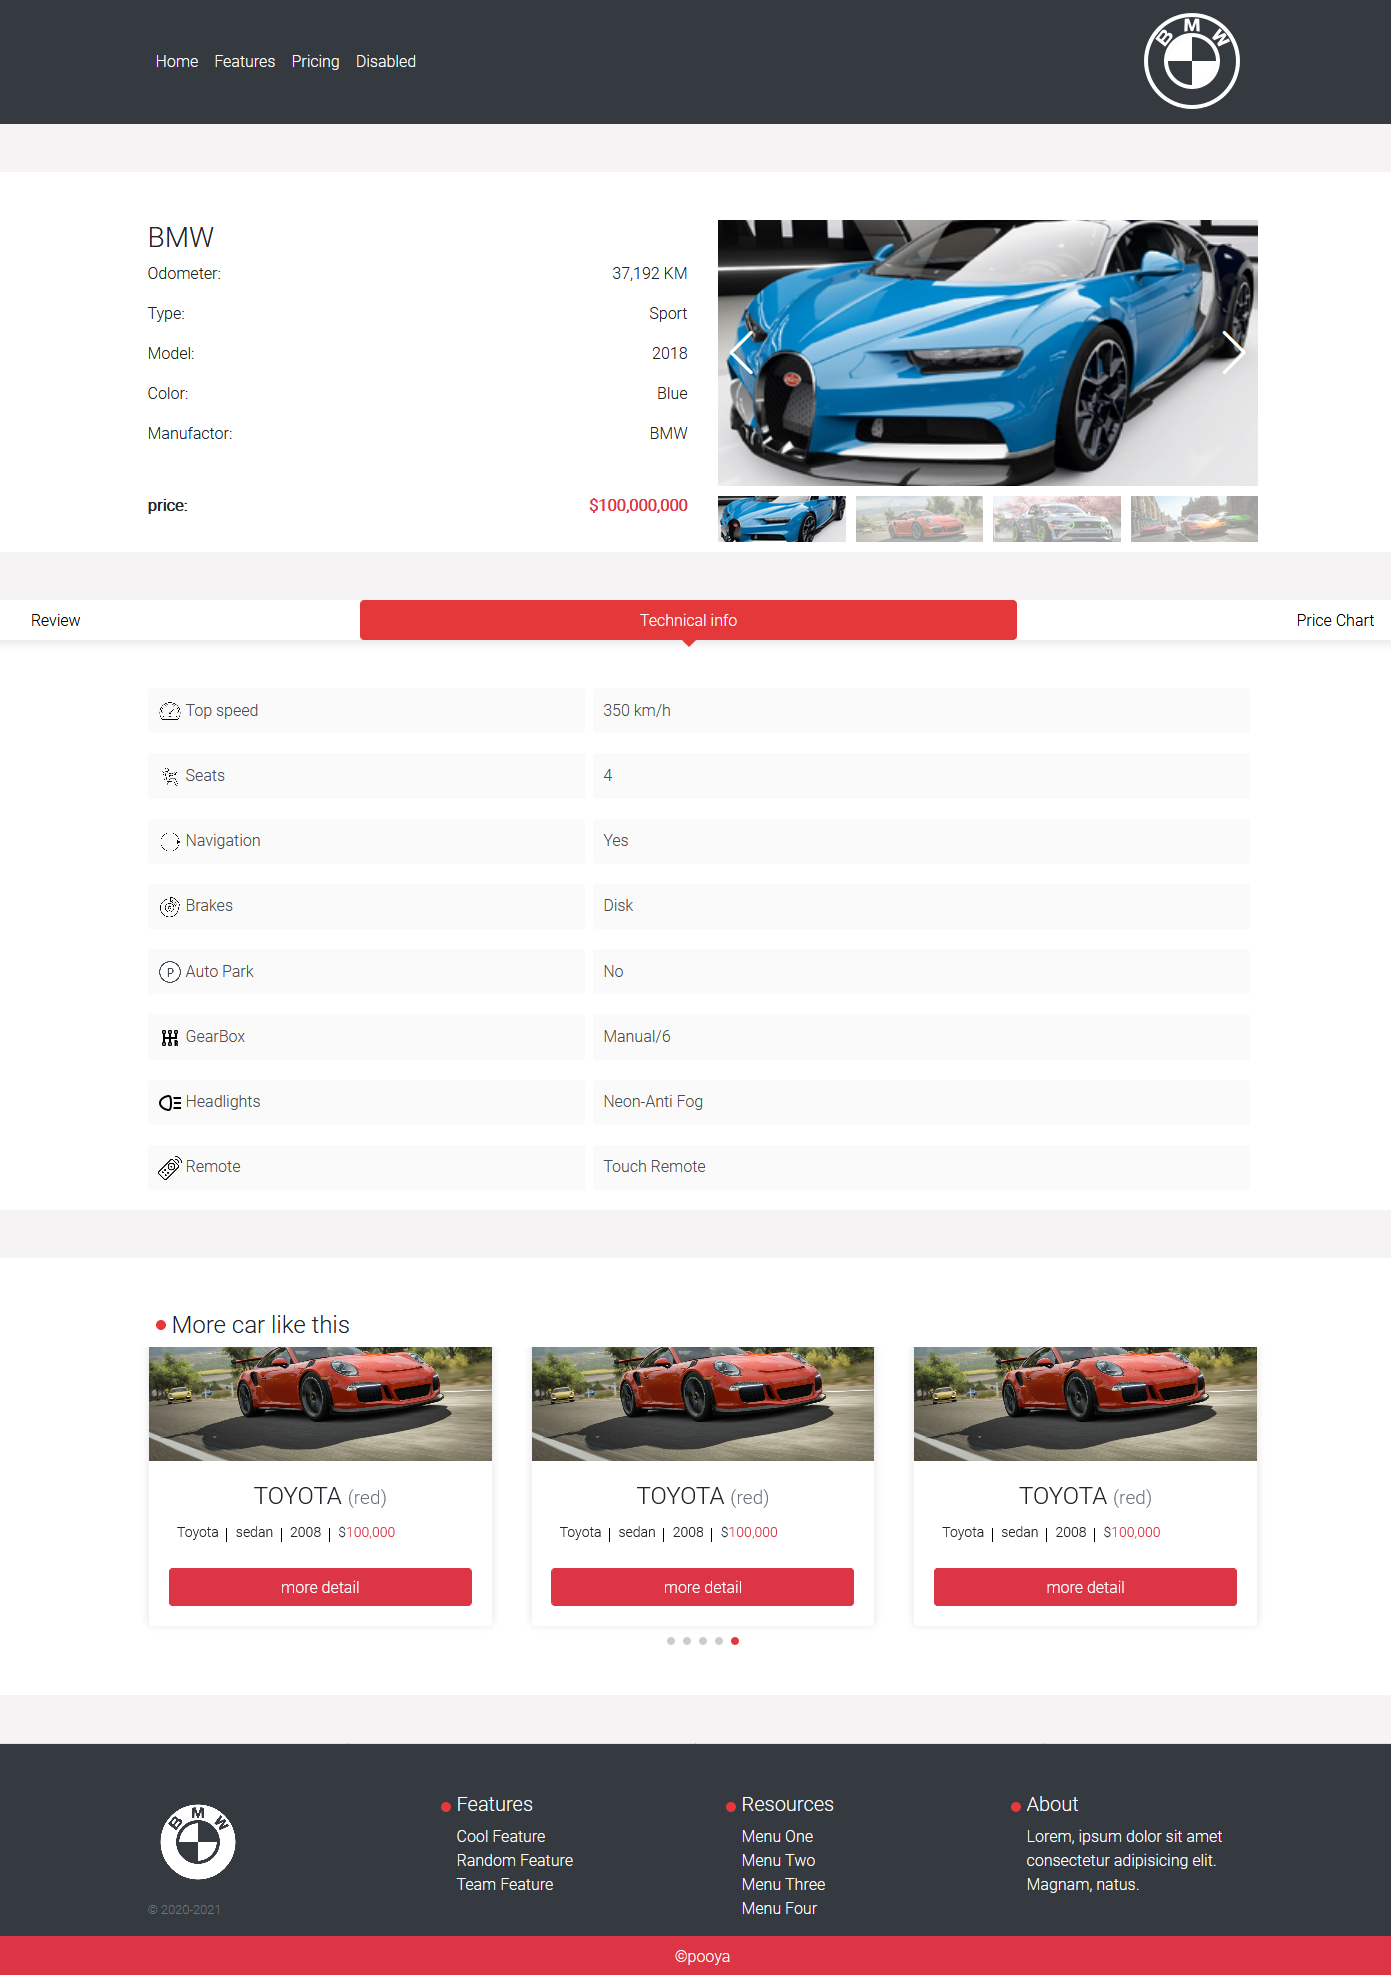 Home Features Pricing Disabled
BMW
BMW
Odometer: 37,192 KM
Type: Sport
Model: 2018
Color: Blue
Manufactor: BMW
price: $100,000,000
Review Technical info Price Chart
Top speed 350 km/h
Seats 4
Navigation Yes
Brakes Disk
P Auto Park No
GearBox Manual/6
Headlights Neon-Anti Fog
Remote Touch Remote
More car like this
TOYOTA (red)
Toyota | sedan | 2008 | $100,000
more detail
TOYOTA (red)
Toyota | sedan | 2008 | $100,000
more detail
TOYOTA (red)
Toyota | sedan | 2008 | $100,000
more detail
BMW
© 2020-2021
Features
Cool Feature
Random Feature
Team Feature
Resources
Menu One
Menu Two
Menu Three
Menu Four
About
Lorem, ipsum dolor sit amet
consectetur adipisicing elit.
Magnam, natus.
©pooya